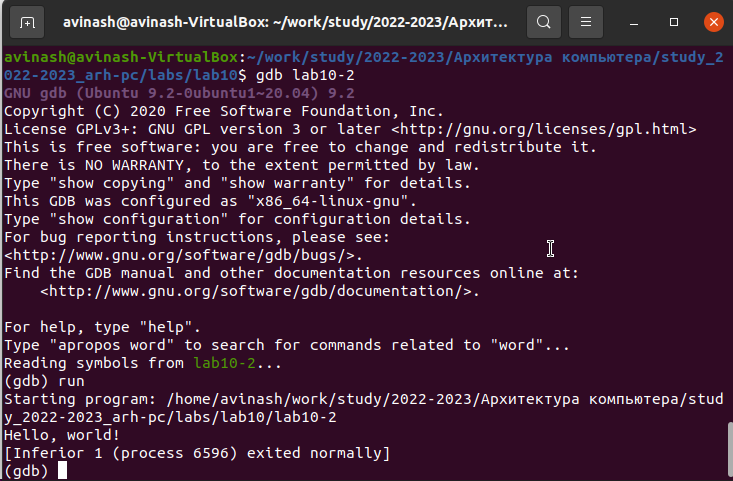 avinash@avinash-VirtualBox: ~/work/study/2022-2023/Архит...
avinash@avinash-VirtualBox:~/work/study/2022-2023/Архитектура компьютера/study_2
022-2023_arh-pc/labs/lab10$ gdb lab10-2
GNU gdb (Ubuntu 9.2-0ubuntu1~20.04) 9.2
Copyright (C) 2020 Free Software Foundation, Inc.
License GPLv3+: GNU GPL version 3 or later <http://gnu.org/licenses/gpl.html>
This is free software: you are free to change and redistribute it.
There is NO WARRANTY, to the extent permitted by law.
Type "show copying" and "show warranty" for details.
This GDB was configured as "x86_64-linux-gnu".
Type "show configuration" for configuration details.
For bug reporting instructions, please see:
<http://www.gnu.org/software/gdb/bugs/>.
Find the GDB manual and other documentation resources online at:
    <http://www.gnu.org/software/gdb/documentation/>.

For help, type "help".
Type "apropos word" to search for commands related to "word"...
Reading symbols from lab10-2...
(gdb) run
Starting program: /home/avinash/work/study/2022-2023/Архитектура компьютера/stud
y_2022-2023_arh-pc/labs/lab10/lab10-2
Hello, world!
[Inferior 1 (process 6596) exited normally]
(gdb)